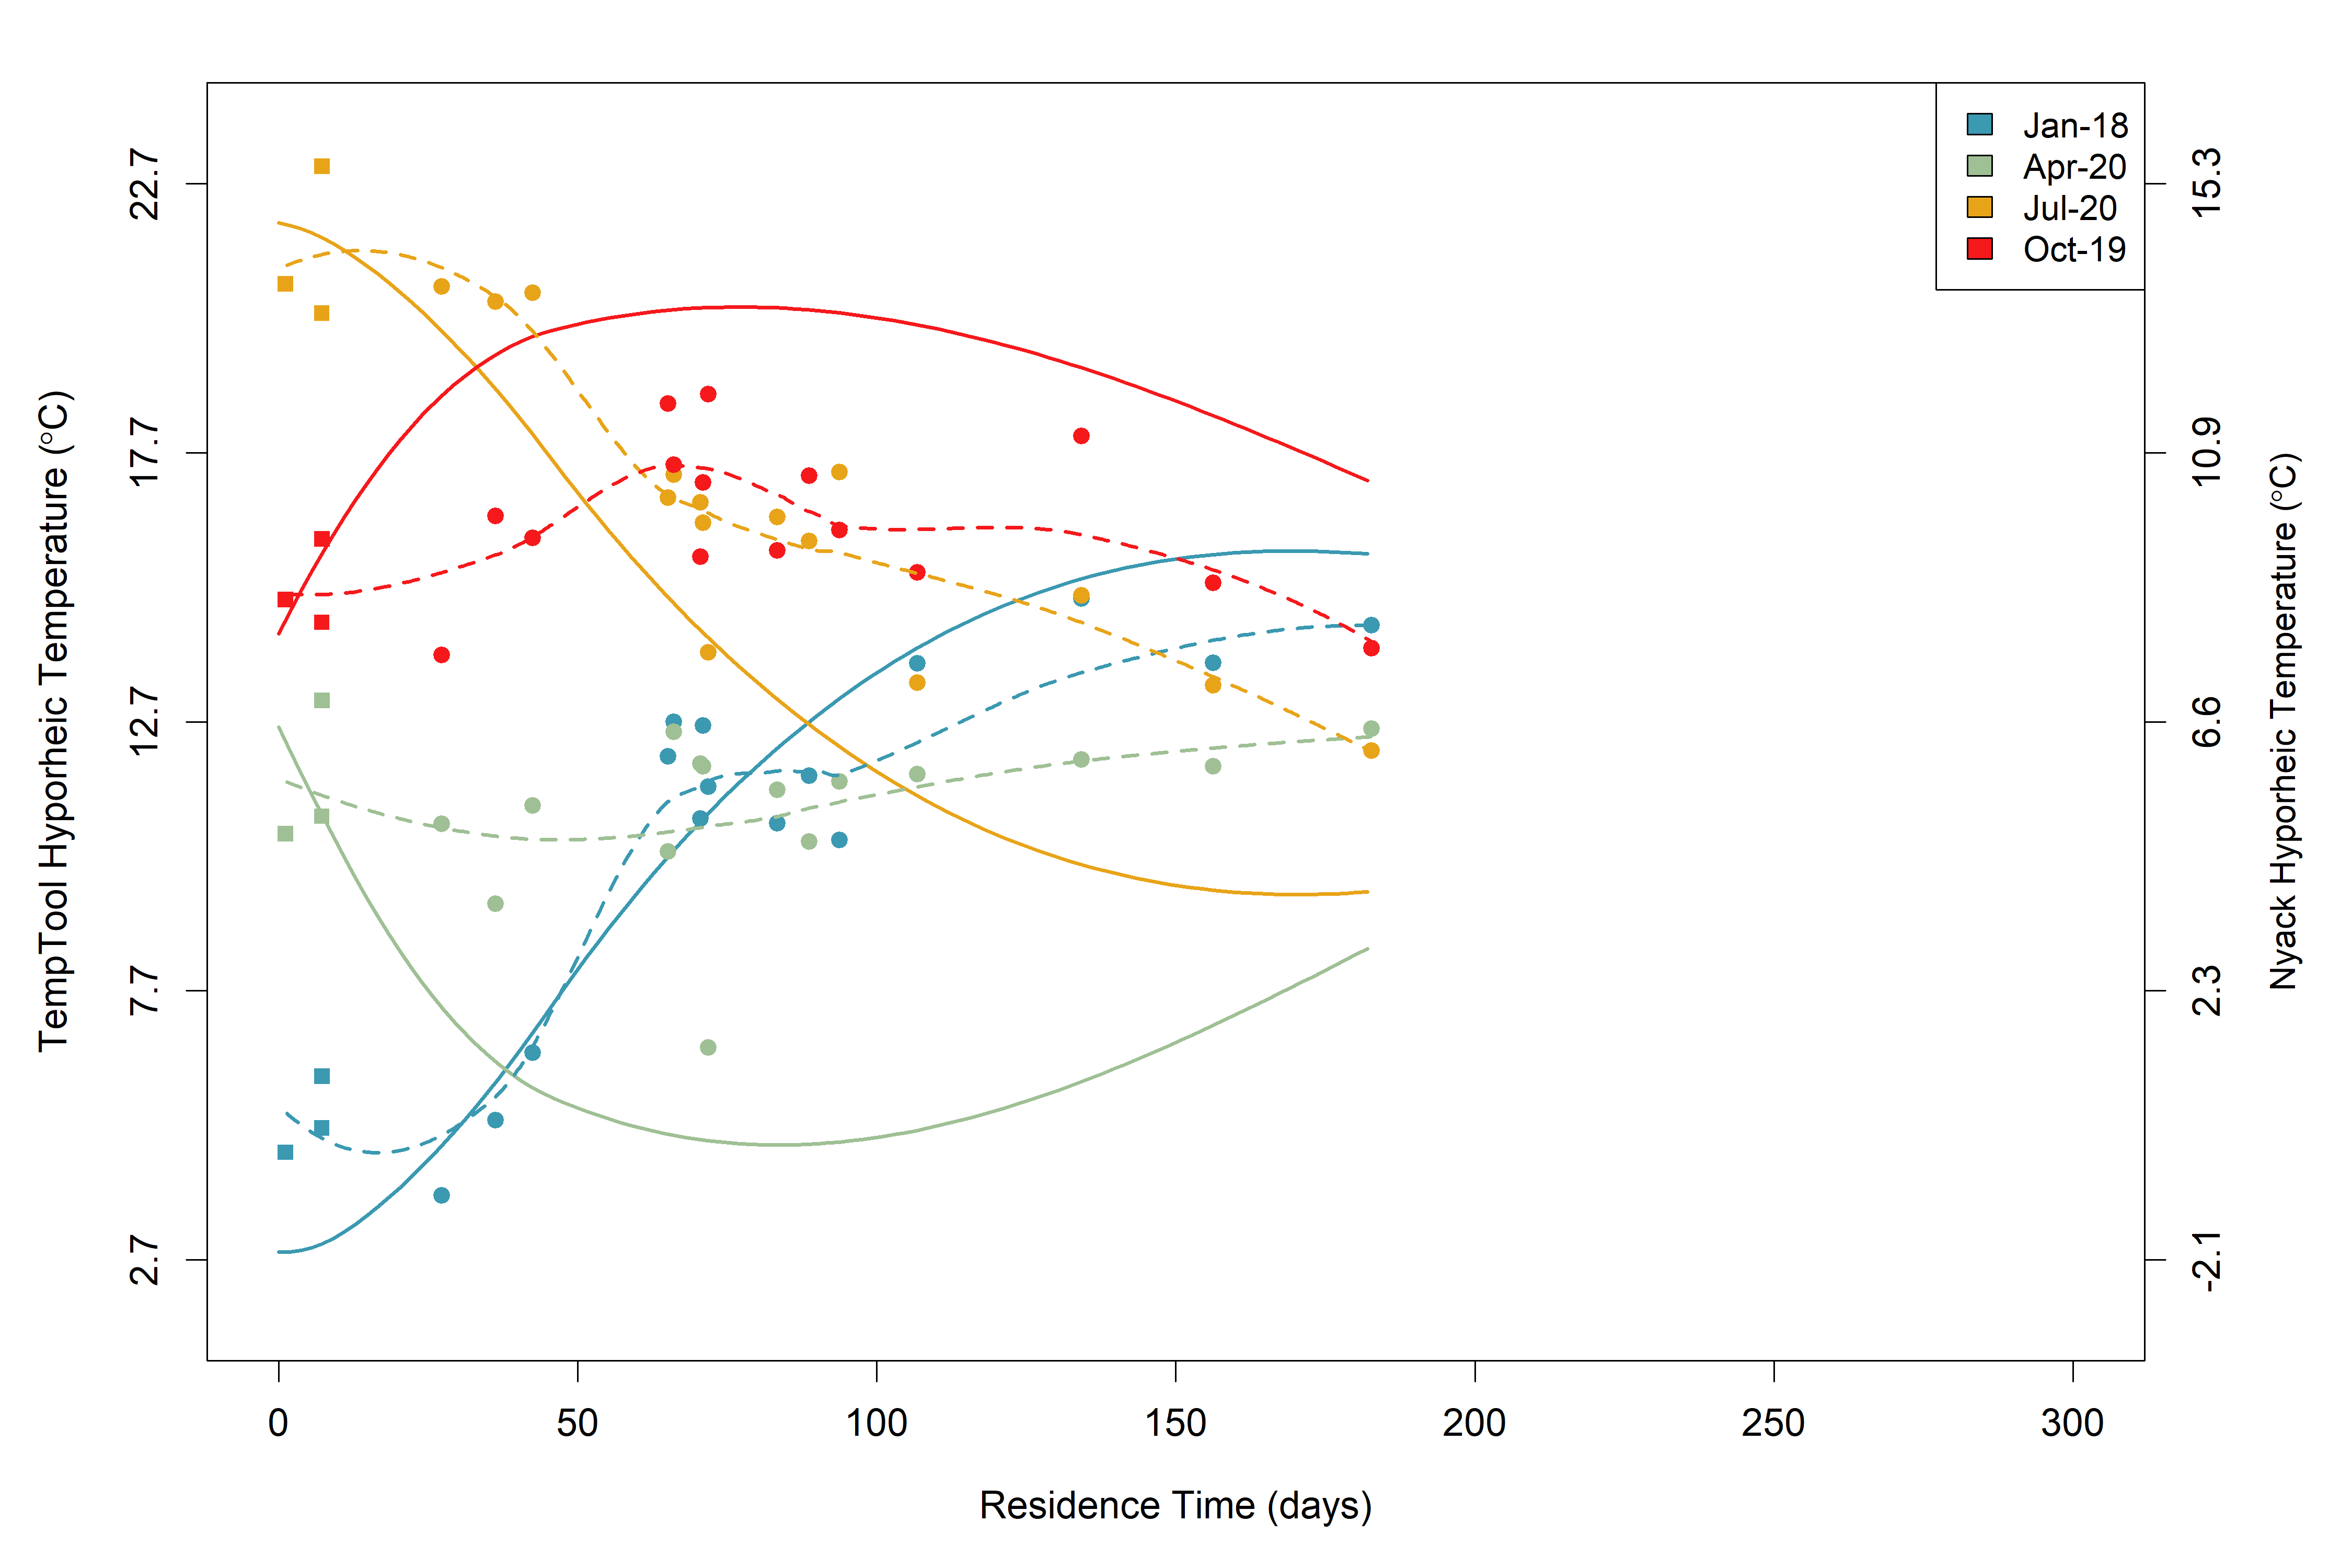 Jan-18
Apr-20
Jul-20
Oct-19
TempTool Hyporheic Temperature (°C)
22.7
17.7
12.7
7.7
2.7
15.3
10.9
6.6
2.3
-2.1
Nyack Hyporheic Temperature (°C)
0 50 100 150 200 250 300
Residence Time (days)